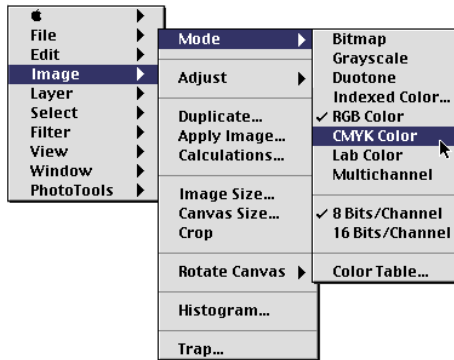 File
Edit
Image
Layer
Select
Filter
View
Window
PhotoTools
Mode
Adjust
Duplicate...
Apply Image...
Calculations...
Image Size...
Canvas Size...
Crop
Rotate Canvas
Histogram...
Trap...
Bitmap
Grayscale
Duotone
Indexed Color...
✓ RGB Color
CMYK Color
Lab Color
Multichannel
✓ 8 Bits/Channel
16 Bits/Channel
Color Table...